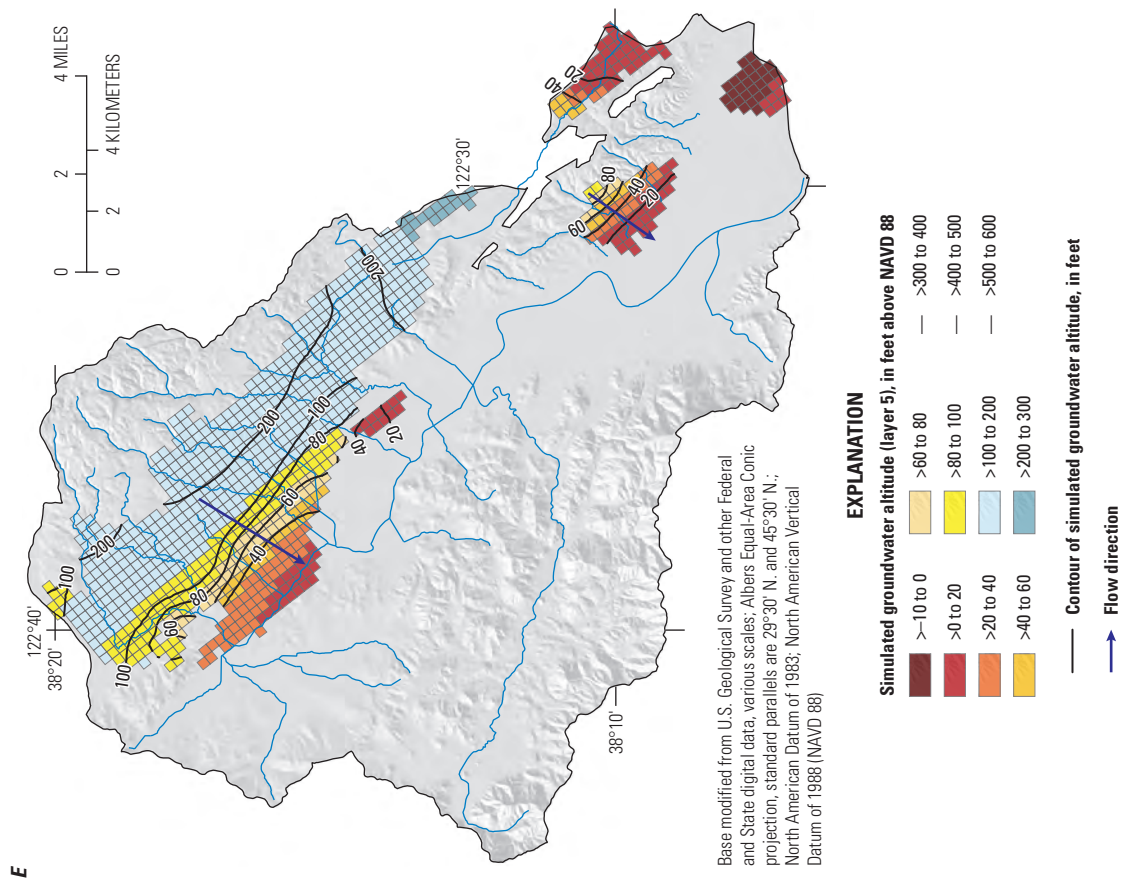 E
0 2 4 MILES
0 2 4 KILOMETERS
122°40'
38°20'
122°30'
38°10'
100
200
100
60
80
40
60
80
100
200
200
40
20
40
20
60
80
40
20
Base modified from U.S. Geological Survey and other Federal
and State digital data, various scales; Albers Equal-Area Conic
projection, standard parallels are 29°30' N. and 45°30' N.;
North American Datum of 1983; North American Vertical
Datum of 1988 (NAVD 88)
EXPLANATION
Simulated groundwater altitude (layer 5), in feet above NAVD 88
>–10 to 0
>0 to 20
>20 to 40
>40 to 60
>60 to 80
>80 to 100
>100 to 200
>200 to 300
— >300 to 400
— >400 to 500
— >500 to 600
Contour of simulated groundwater altitude, in feet
Flow direction